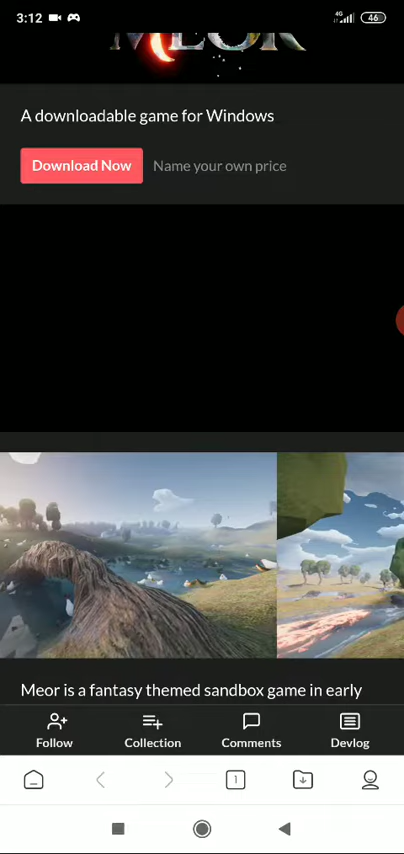 3:12
4G
46
MEOR
A downloadable game for Windows
Download Now
Name your own price
Meor is a fantasy themed sandbox game in early
Follow
Collection
Comments
Devlog
1